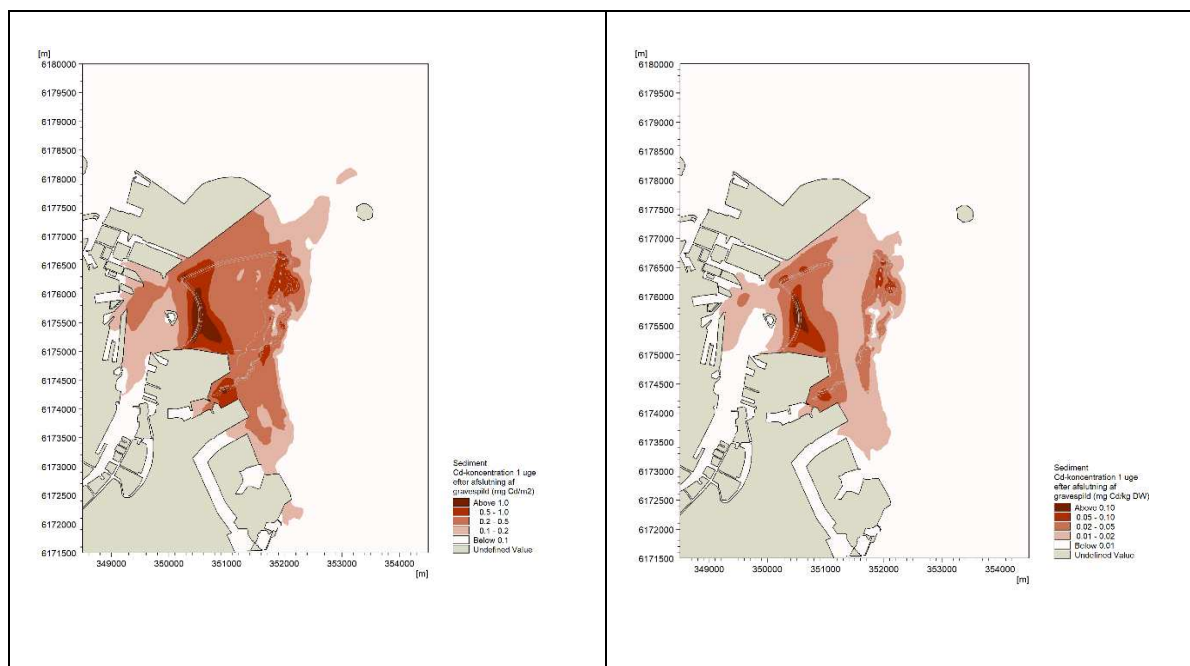 [m]
6180000
6179500
6179000
6178500
6178000
6177500
6177000
6176500
6176000
6175500
6175000
6174500
6174000
6173500
6173000
6172500
6172000
6171500
349000 350000 351000 352000 353000 354000
[m]
Sediment
Cd-koncentration 1 uge
efter afslutning af
gravespild (mg Cd/m2)
Above 1.0
0.5 - 1.0
0.2 - 0.5
0.1 - 0.2
Below 0.1
Undefined Value
[m]
6180000
6179500
6179000
6178500
6178000
6177500
6177000
6176500
6176000
6175500
6175000
6174500
6174000
6173500
6173000
6172500
6172000
6171500
349000 350000 351000 352000 353000 354000
[m]
Sediment
Cd-koncentration 1 uge
efter afslutning af
gravespild (mg Cd/kg DW)
Above 0.10
0.05 - 0.10
0.02 - 0.05
0.01 - 0.02
Below 0.01
Undefined Value